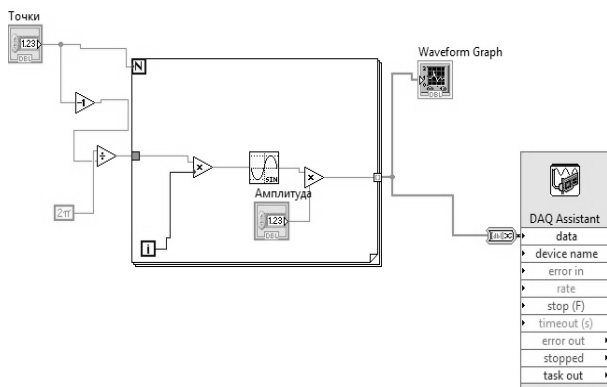 Точки
1.23
DBL
N
-1
÷
2π
×
SIN
×
Амплитуда
1.23
DBL
i
Waveform Graph
DBL
DAQ Assistant
data
device name
error in
rate
stop (F)
timeout (s)
error out
stopped
task out